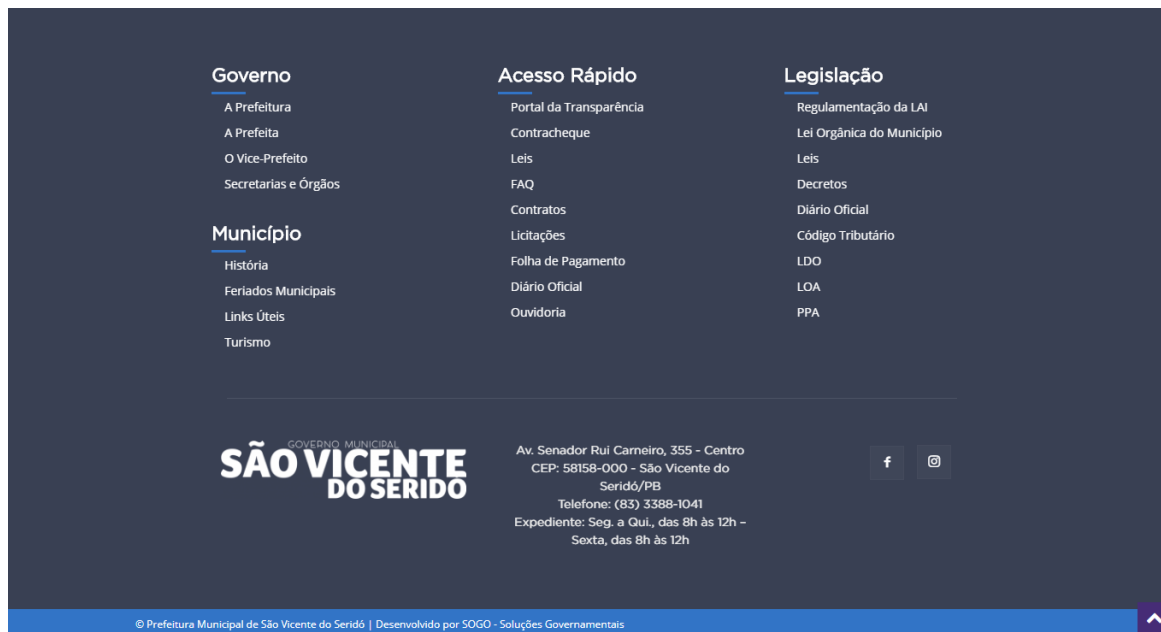 Governo
A Prefeitura
A Prefeita
O Vice-Prefeito
Secretarias e Órgãos
Município
História
Feriados Municipais
Links Úteis
Turismo
Acesso Rápido
Portal da Transparência
Contracheque
Leis
FAQ
Contratos
Licitações
Folha de Pagamento
Diário Oficial
Ouvidoria
Legislação
Regulamentação da LAI
Lei Orgânica do Município
Leis
Decretos
Diário Oficial
Código Tributário
LDO
LOA
PPA
GOVERNO MUNICIPAL
SÃO VICENTE
DO SERIDÓ
Av. Senador Rui Carneiro, 355 - Centro
CEP: 58158-000 - São Vicente do
Seridó/PB
Telefone: (83) 3388-1041
Expediente: Seg. a Qui., das 8h às 12h –
Sexta, das 8h às 12h
© Prefeitura Municipal de São Vicente do Seridó | Desenvolvido por SOGO - Soluções Governamentais